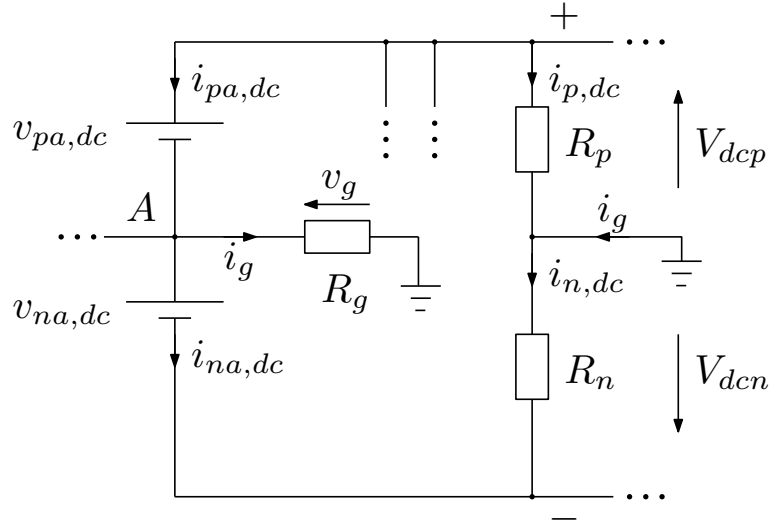 +
i_{pa,dc}
i_{p,dc}
v_{pa,dc}
R_p
V_{dcp}
v_g
A
i_g
i_g
R_g
i_{n,dc}
v_{na,dc}
i_{na,dc}
R_n
V_{dcn}
−